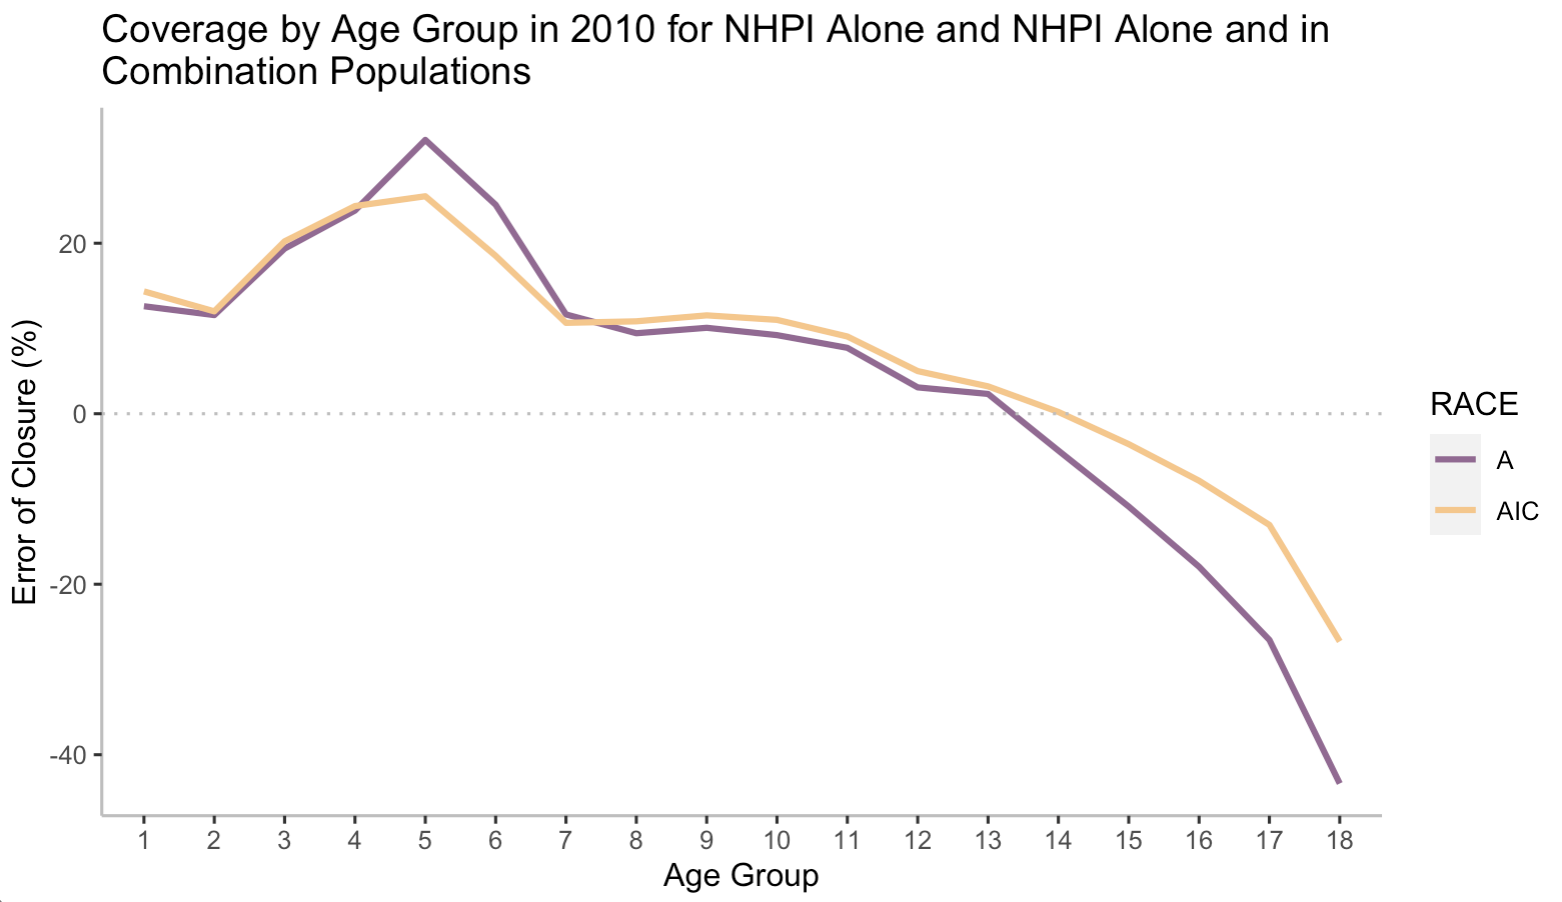 Coverage by Age Group in 2010 for NHPI Alone and NHPI Alone and in
Combination Populations
Error of Closure (%)
20
0
-20
-40
1 2 3 4 5 6 7 8 9 10 11 12 13 14 15 16 17 18
Age Group
RACE
A
AIC